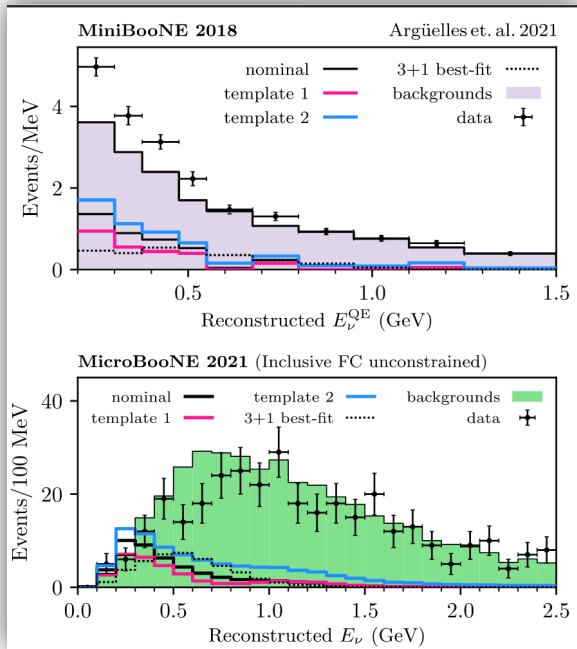 MiniBooNE 2018 Argüelles et. al. 2021
nominal 3+1 best-fit
template 1 backgrounds
template 2 data
4
2
0
Events/MeV
0.5 1.0 1.5
Reconstructed E_ν^QE (GeV)
MicroBooNE 2021 (Inclusive FC unconstrained)
nominal template 2 backgrounds
template 1 3+1 best-fit data
40
20
0
Events/100 MeV
0.0 0.5 1.0 1.5 2.0 2.5
Reconstructed E_ν (GeV)